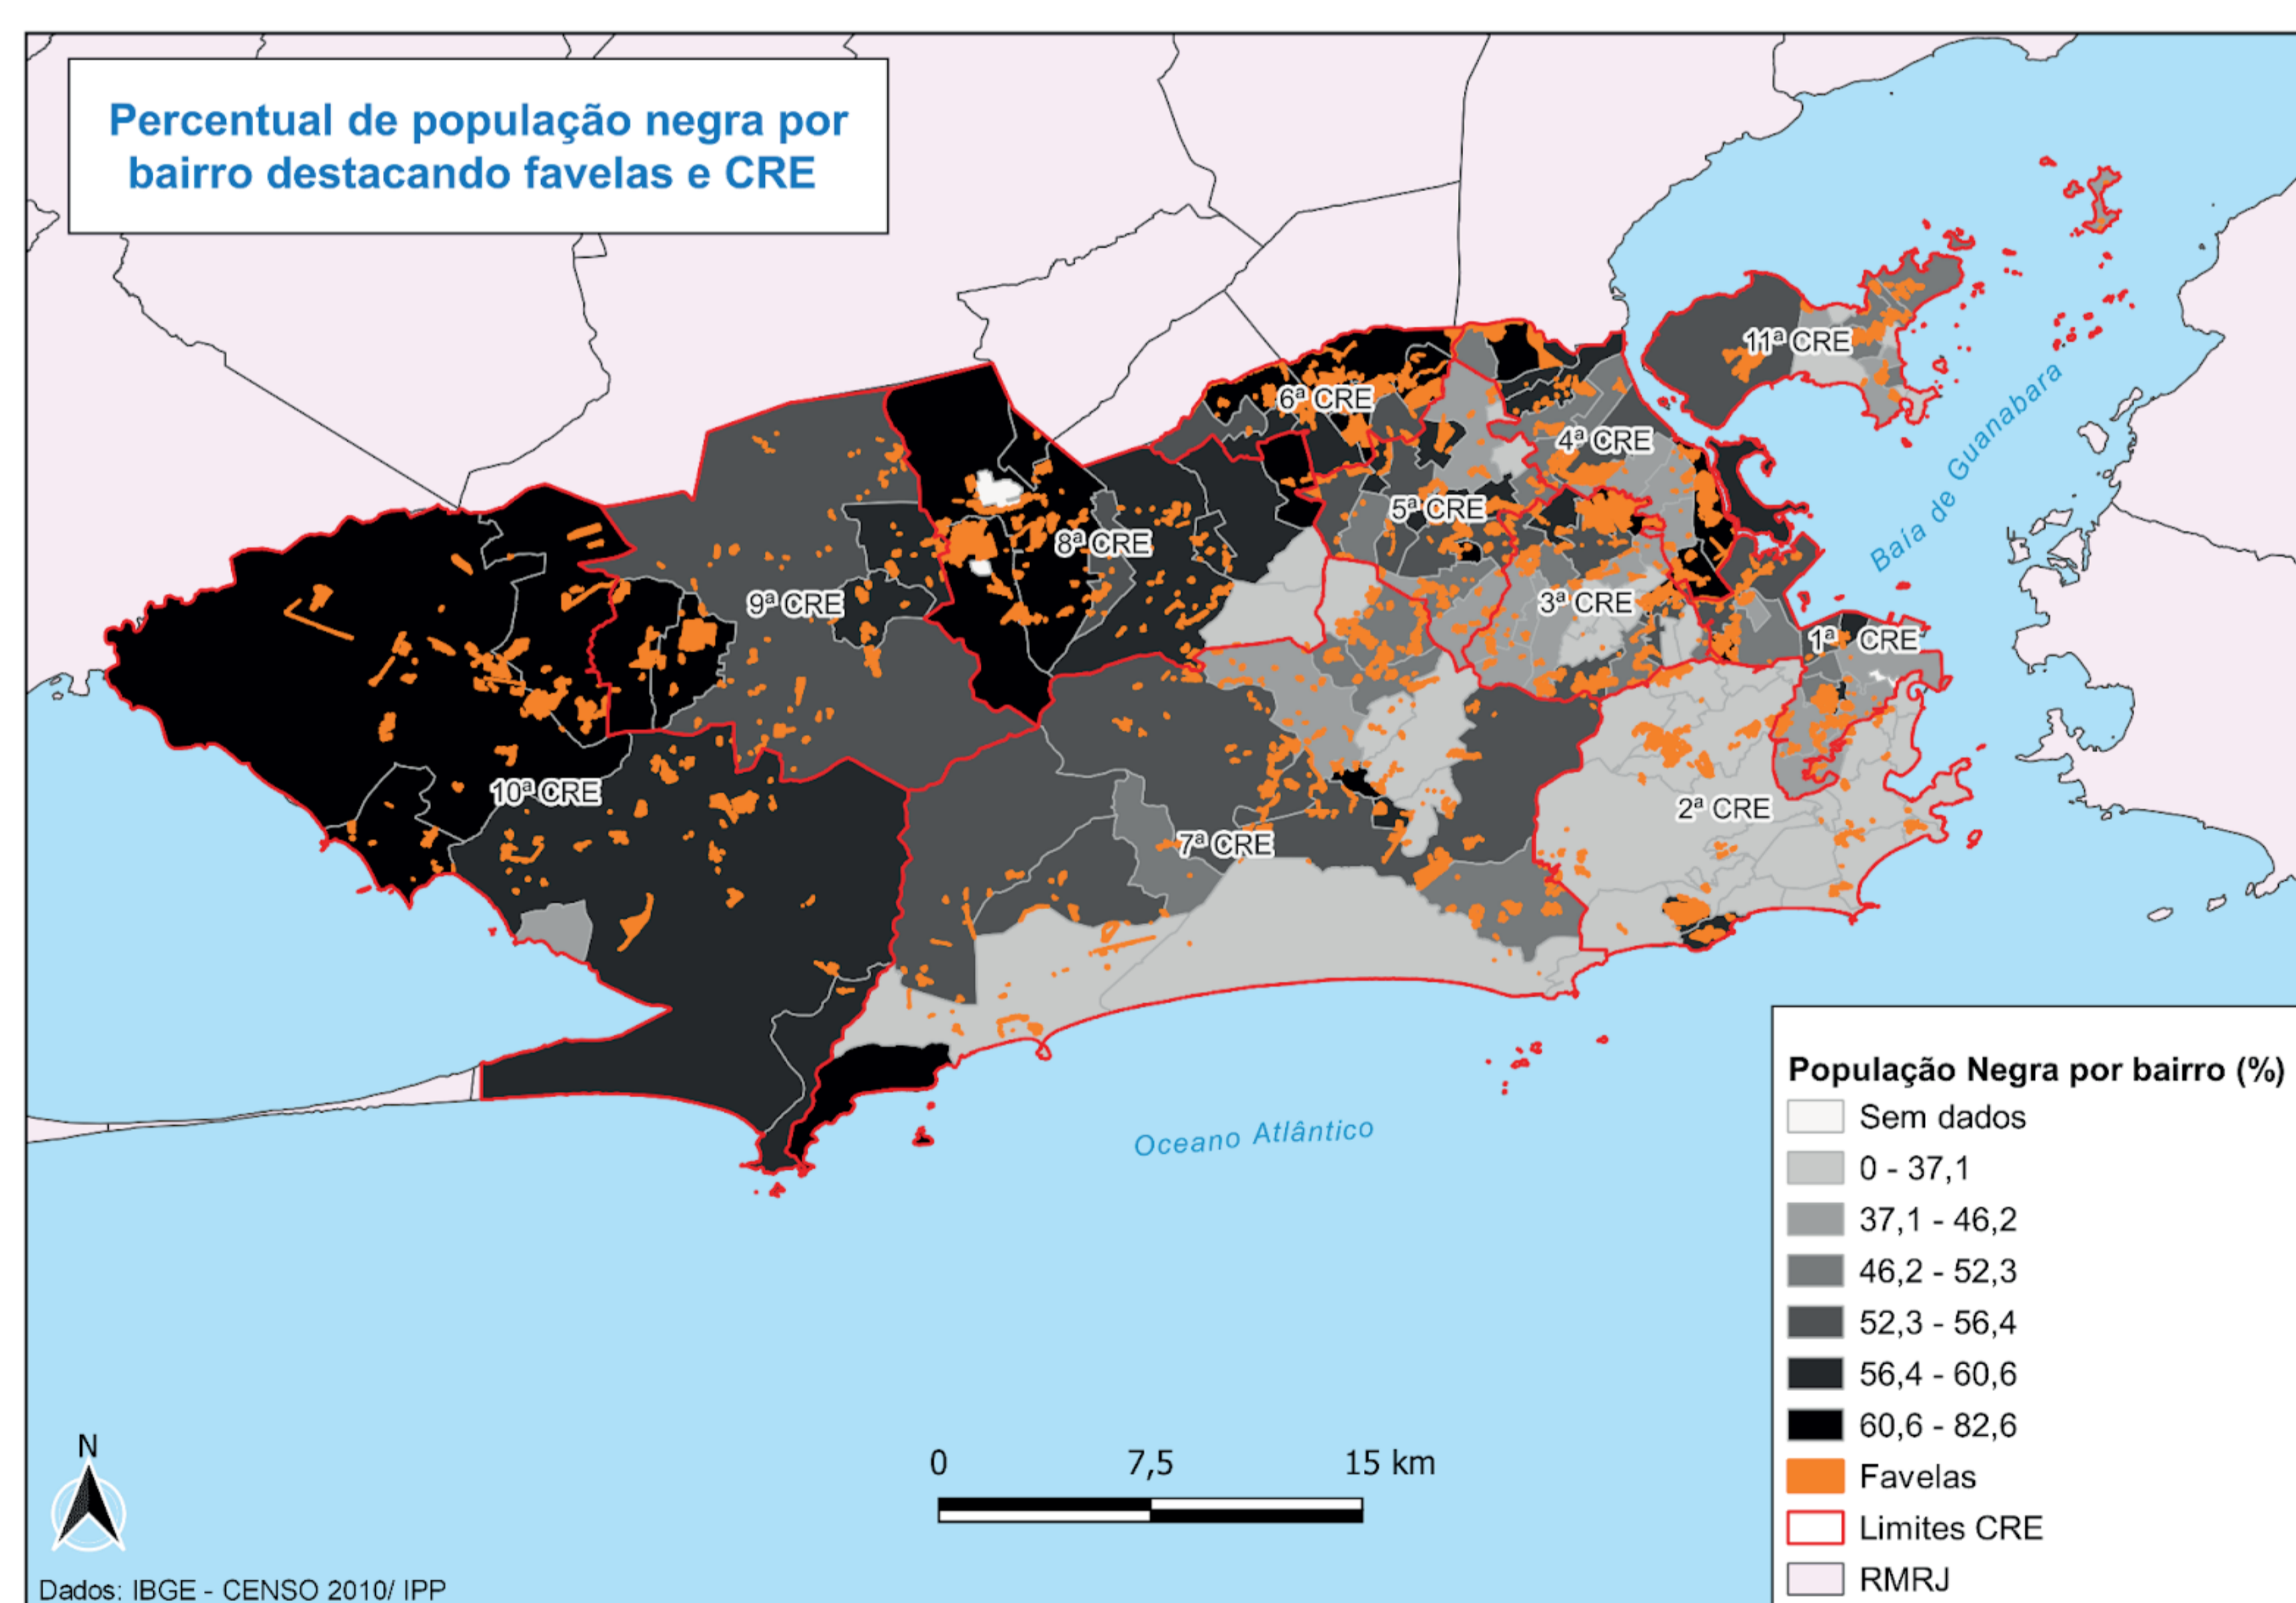 Percentual de população negra por
bairro destacando favelas e CRE
11ª CRE
6ª CRE
4ª CRE
5ª CRE
8ª CRE
9ª CRE
3ª CRE
1ª CRE
10ª CRE
2ª CRE
7ª CRE
Baía de Guanabara
Oceano Atlântico
População Negra por bairro (%)
Sem dados
0 - 37,1
37,1 - 46,2
46,2 - 52,3
52,3 - 56,4
56,4 - 60,6
60,6 - 82,6
Favelas
Limites CRE
RMRJ
N
0 7,5 15 km
Dados: IBGE - CENSO 2010/ IPP